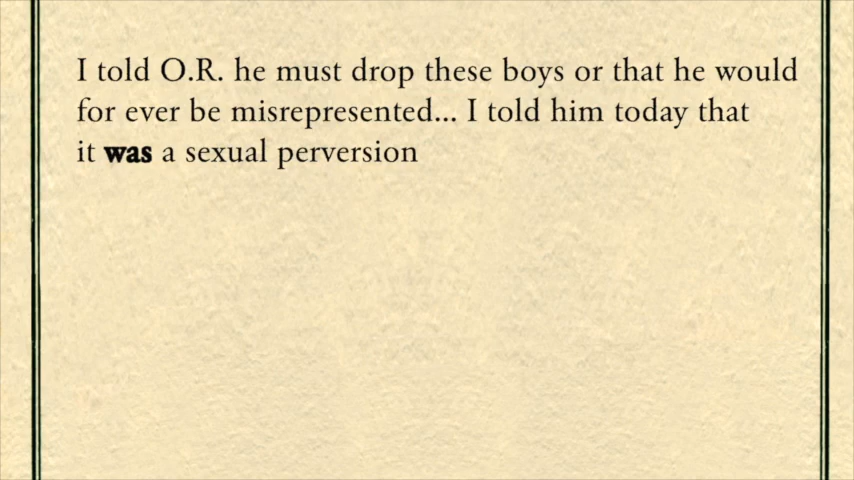 I told O.R. he must drop these boys or that he would
for ever be misrepresented... I told him today that
it was a sexual perversion